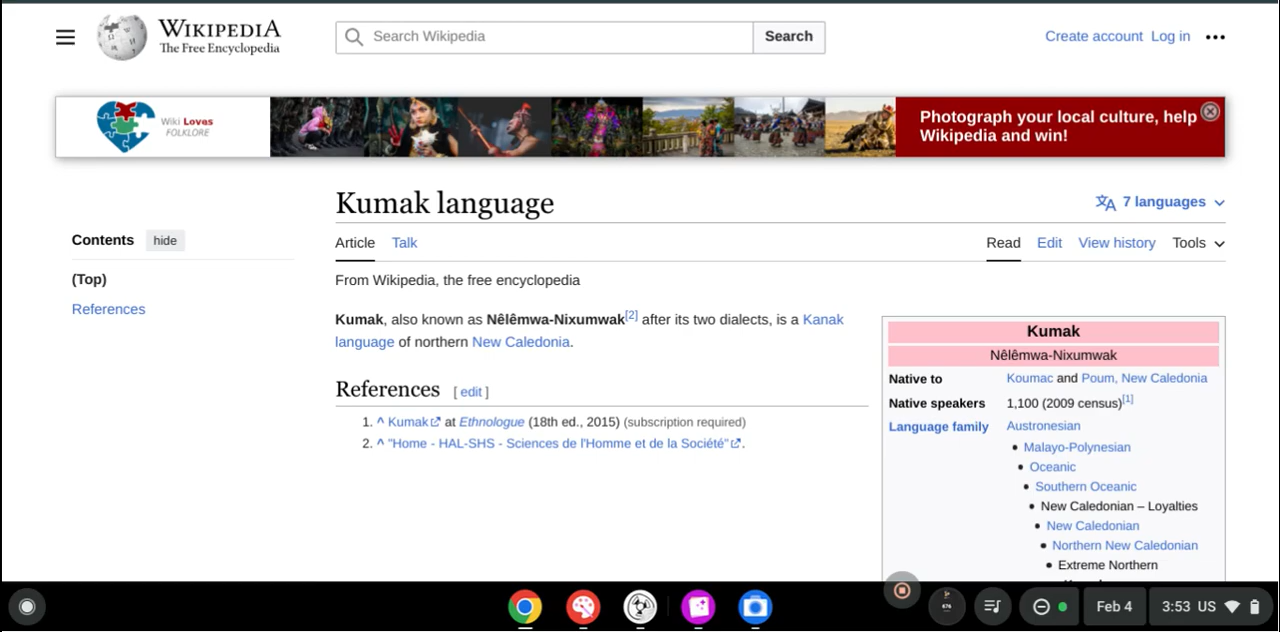 WIKIPEDIA
The Free Encyclopedia
Search Wikipedia
Search
Create account Log in
Wiki Loves
FOLKLORE
Photograph your local culture, help
Wikipedia and win!
Kumak language
7 languages
Contents hide
(Top)
References
Article Talk
Read Edit View history Tools
From Wikipedia, the free encyclopedia
Kumak, also known as Nêlêmwa-Nixumwak[2] after its two dialects, is a Kanak
language of northern New Caledonia.
References [ edit ]
1. ^ Kumak at Ethnologue (18th ed., 2015) (subscription required)
2. ^ "Home - HAL-SHS - Sciences de l'Homme et de la Société".
Kumak
Nêlêmwa-Nixumwak
Native to Koumac and Poum, New Caledonia
Native speakers 1,100 (2009 census)[1]
Language family Austronesian
• Malayo-Polynesian
• Oceanic
• Southern Oceanic
• New Caledonian – Loyalties
• New Caledonian
• Northern New Caledonian
• Extreme Northern
Feb 4
3:53 US